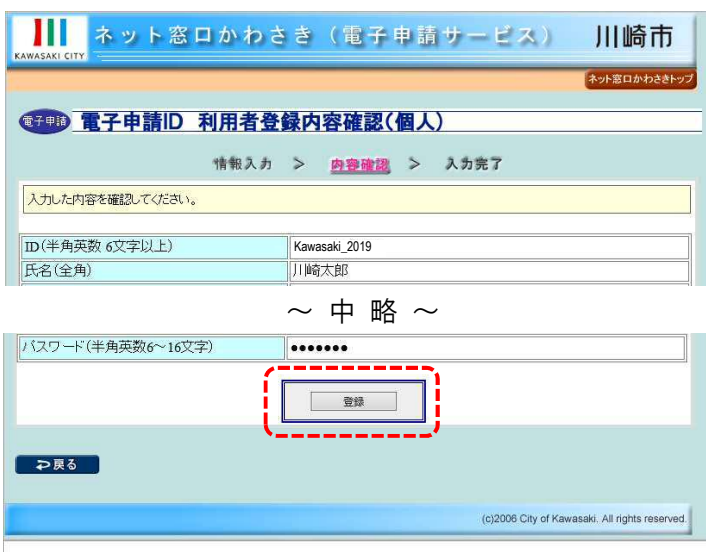 KAWASAKI CITY
ネット窓口かわさき(電子申請サービス)
川崎市
ネット窓口かわさきトップ
電子申請
電子申請ID 利用者登録内容確認(個人)
情報入力 > 内容確認 > 入力完了
入力した内容を確認してください。
ID(半角英数 6文字以上) Kawasaki_2019
氏名(全角) 川崎太郎
～ 中 略 ～
パスワード(半角英数6～16文字) ●●●●●●●
登録
戻る
(c)2006 City of Kawasaki. All rights reserved.